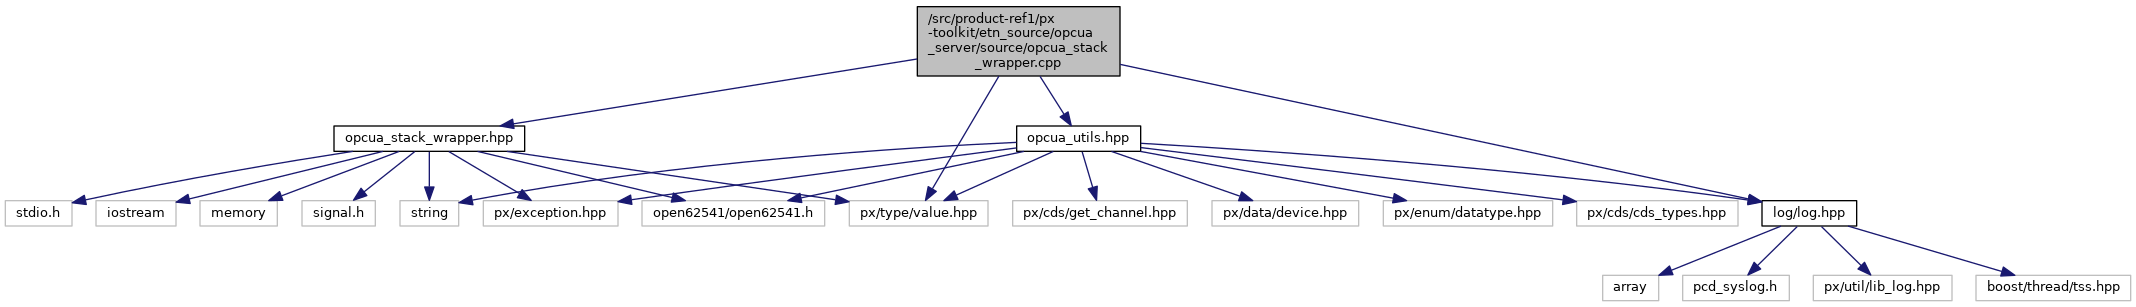 /src/product-ref1/px
-toolkit/etn_source/opcua
_server/source/opcua_stack
_wrapper.cpp
opcua_stack_wrapper.hpp
opcua_utils.hpp
stdio.h
iostream
memory
signal.h
string
px/exception.hpp
open62541/open62541.h
px/type/value.hpp
px/cds/get_channel.hpp
px/data/device.hpp
px/enum/datatype.hpp
px/cds/cds_types.hpp
log/log.hpp
array
pcd_syslog.h
px/util/lib_log.hpp
boost/thread/tss.hpp